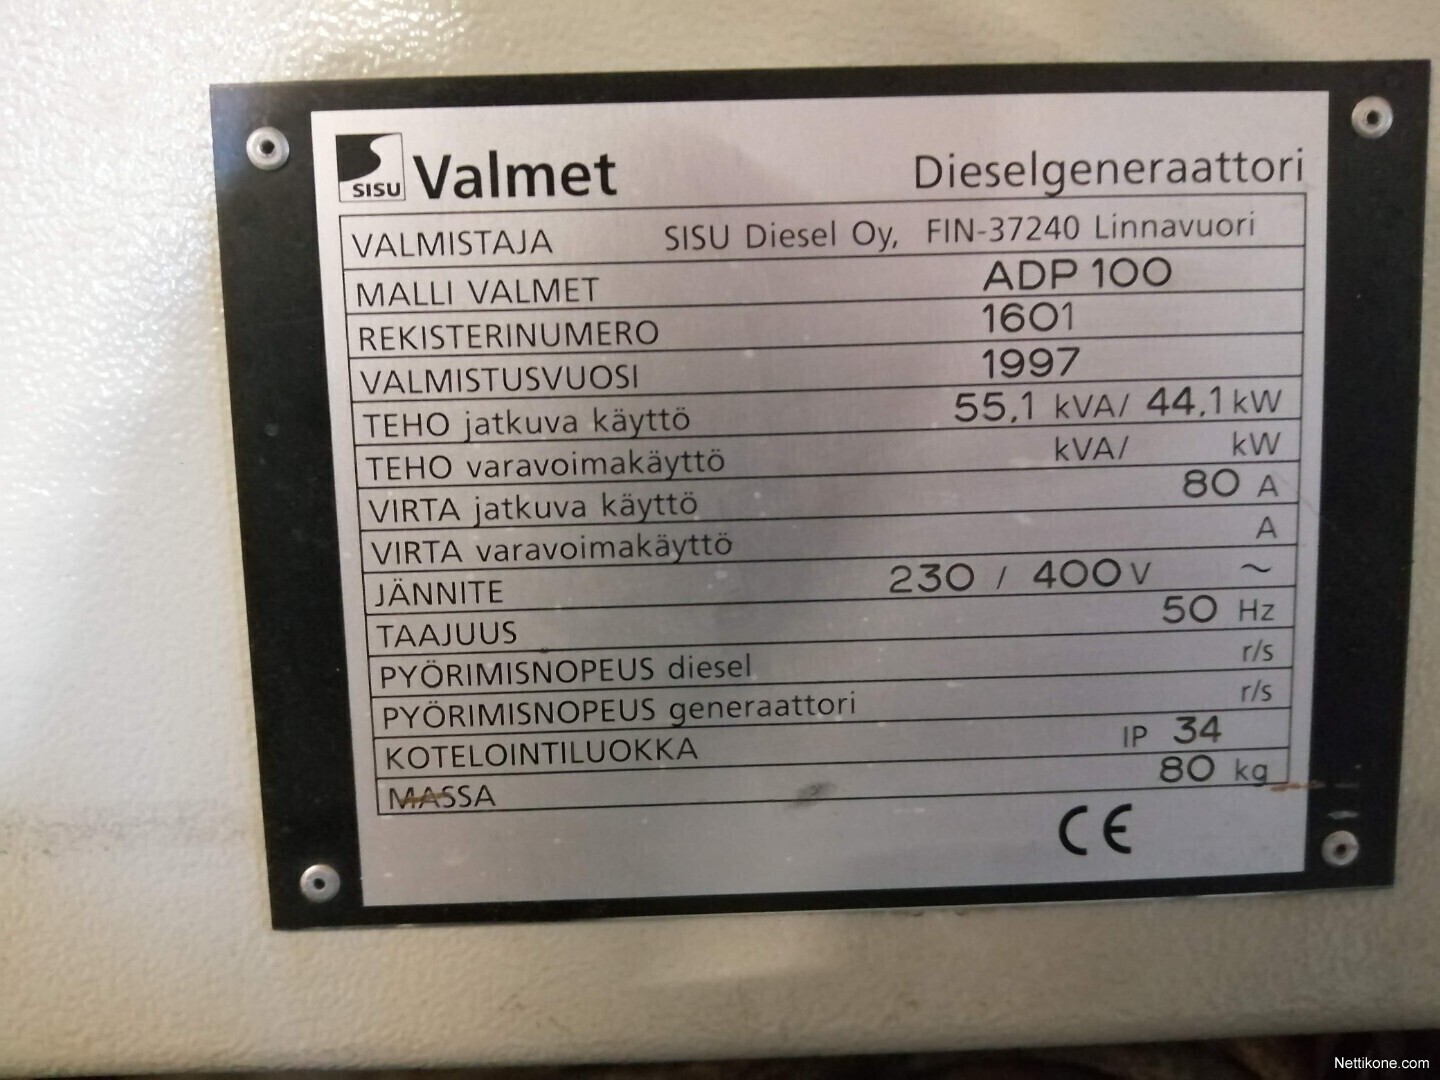 SISU Valmet Dieselgeneraattori
VALMISTAJA SISU Diesel Oy, FIN-37240 Linnavuori
MALLI VALMET ADP 100
REKISTERINUMERO 1601
VALMISTUSVUOSI 1997
TEHO jatkuva käyttö 55,1 kVA/ 44,1 kW
TEHO varavoimakäyttö kVA/ kW
VIRTA jatkuva käyttö 80 A
VIRTA varavoimakäyttö A
JÄNNITE 230 / 400 V ~
TAAJUUS 50 Hz
PYÖRIMISNOPEUS diesel r/s
PYÖRIMISNOPEUS generaattori r/s
KOTELOINTILUOKKA IP 34
MASSA 80 kg
CE
Nettikone.com